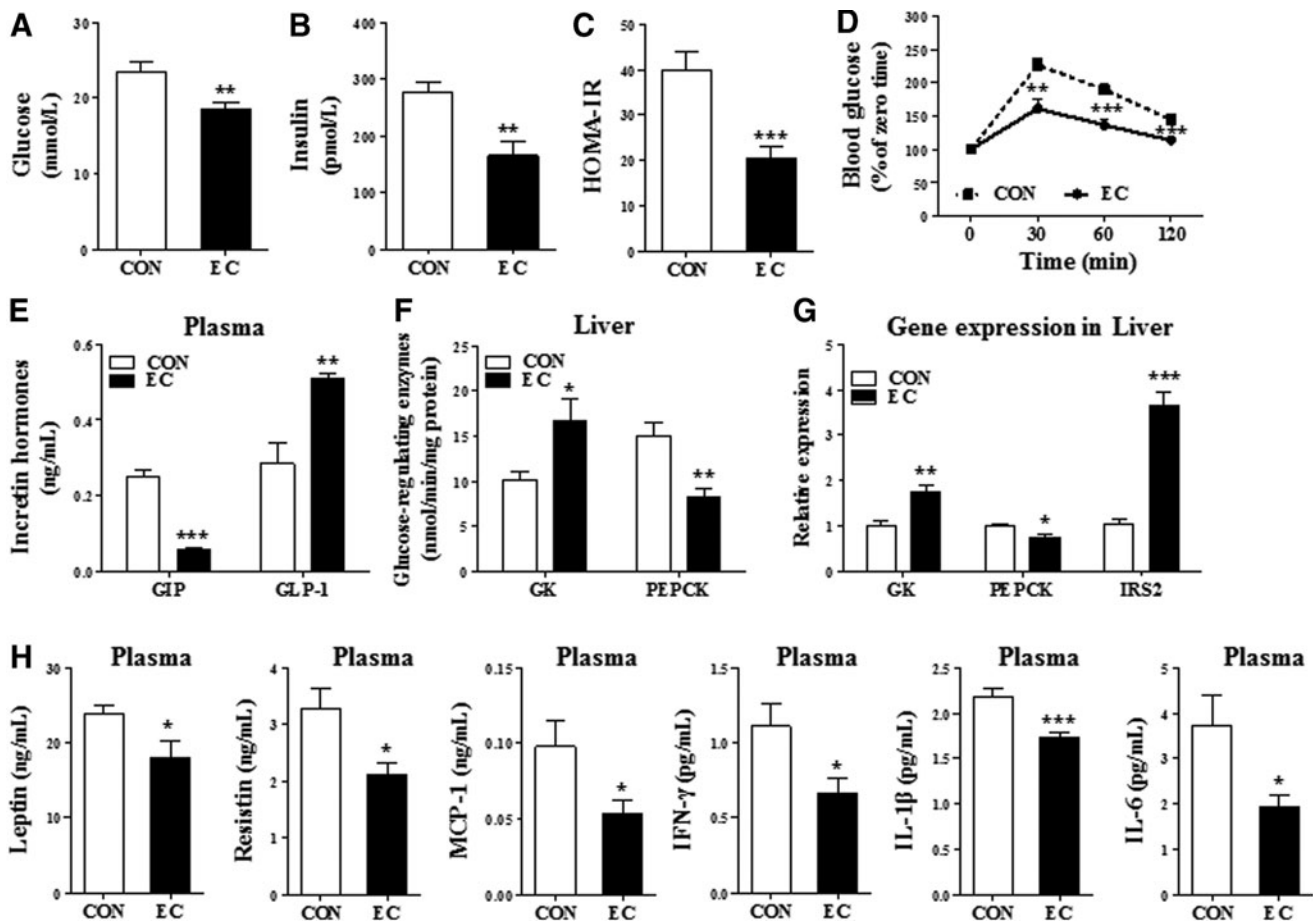 A
Glucose
(mmol/L)
30
20
10
0
**
CON EC
B
Insulin
(pmol/L)
400
300
200
100
0
**
CON EC
C
HOMA-IR
50
40
30
20
10
0
***
CON EC
D
Blood glucose
(% of zero time)
300
250
200
150
100
50
0
** *** ***
CON EC
0 30 60 120
Time (min)
E
Plasma
Incretin hormones
(ng/mL)
0.6
0.4
0.2
0.0
CON
EC
*** **
GIP GLP-1
F
Liver
Glucose-regulating enzymes
(nmol/min/mg protein)
25
20
15
10
5
0
CON
EC
* **
GK PEPCK
G
Gene expression in Liver
Relative expression
5
4
3
2
1
0
CON
EC
** * ***
GK PEPCK IRS2
H
Plasma
Leptin (ng/mL)
30
20
10
0
*
CON EC
Plasma
Resistin (ng/mL)
4
3
2
1
0
*
CON EC
Plasma
MCP-1 (ng/mL)
0.15
0.10
0.05
0.00
*
CON EC
Plasma
IFN-γ (pg/mL)
1.5
1.0
0.5
0.0
*
CON EC
Plasma
IL-1β (pg/mL)
2.5
2.0
1.5
1.0
0.5
0.0
***
CON EC
Plasma
IL-6 (pg/mL)
5
4
3
2
1
0
*
CON EC